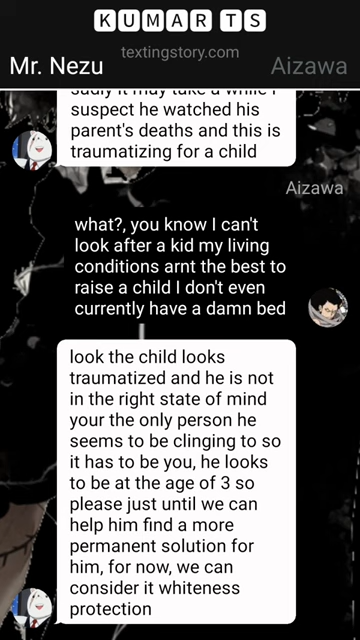 KUMAR TS
textingstory.com
Mr. Nezu Aizawa
sadly it may take a while I
suspect he watched his
parent's deaths and this is
traumatizing for a child
Aizawa
what?, you know I can't
look after a kid my living
conditions arnt the best to
raise a child I don't even
currently have a damn bed
look the child looks
traumatized and he is not
in the right state of mind
your the only person he
seems to be clinging to so
it has to be you, he looks
to be at the age of 3 so
please just until we can
help him find a more
permanent solution for
him, for now, we can
consider it whiteness
protection